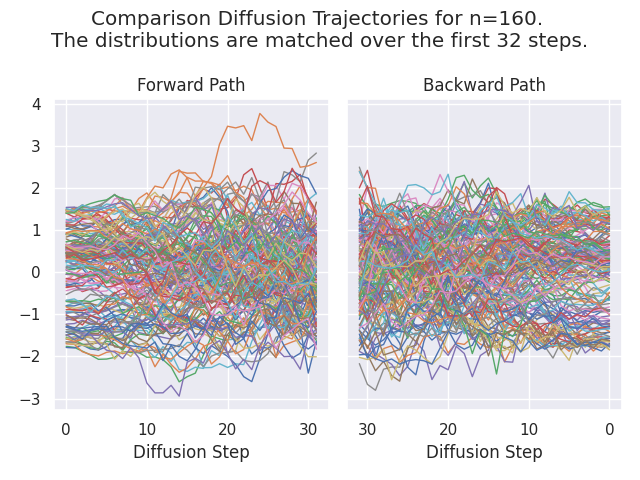 Comparison Diffusion Trajectories for n=160.
The distributions are matched over the first 32 steps.
Forward Path
Backward Path
4
3
2
1
0
−1
−2
−3
0 10 20 30
30 20 10 0
Diffusion Step
Diffusion Step